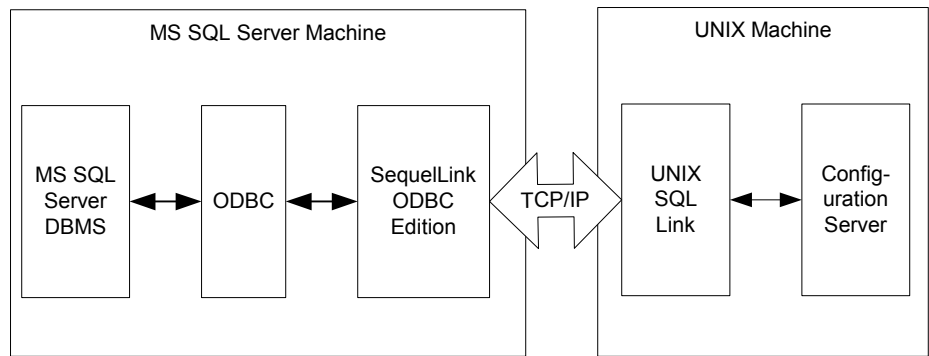 MS SQL Server Machine
UNIX Machine
MS SQL
Server
DBMS
ODBC
SequelLink
ODBC
Edition
TCP/IP
UNIX
SQL
Link
Config-
uration
Server